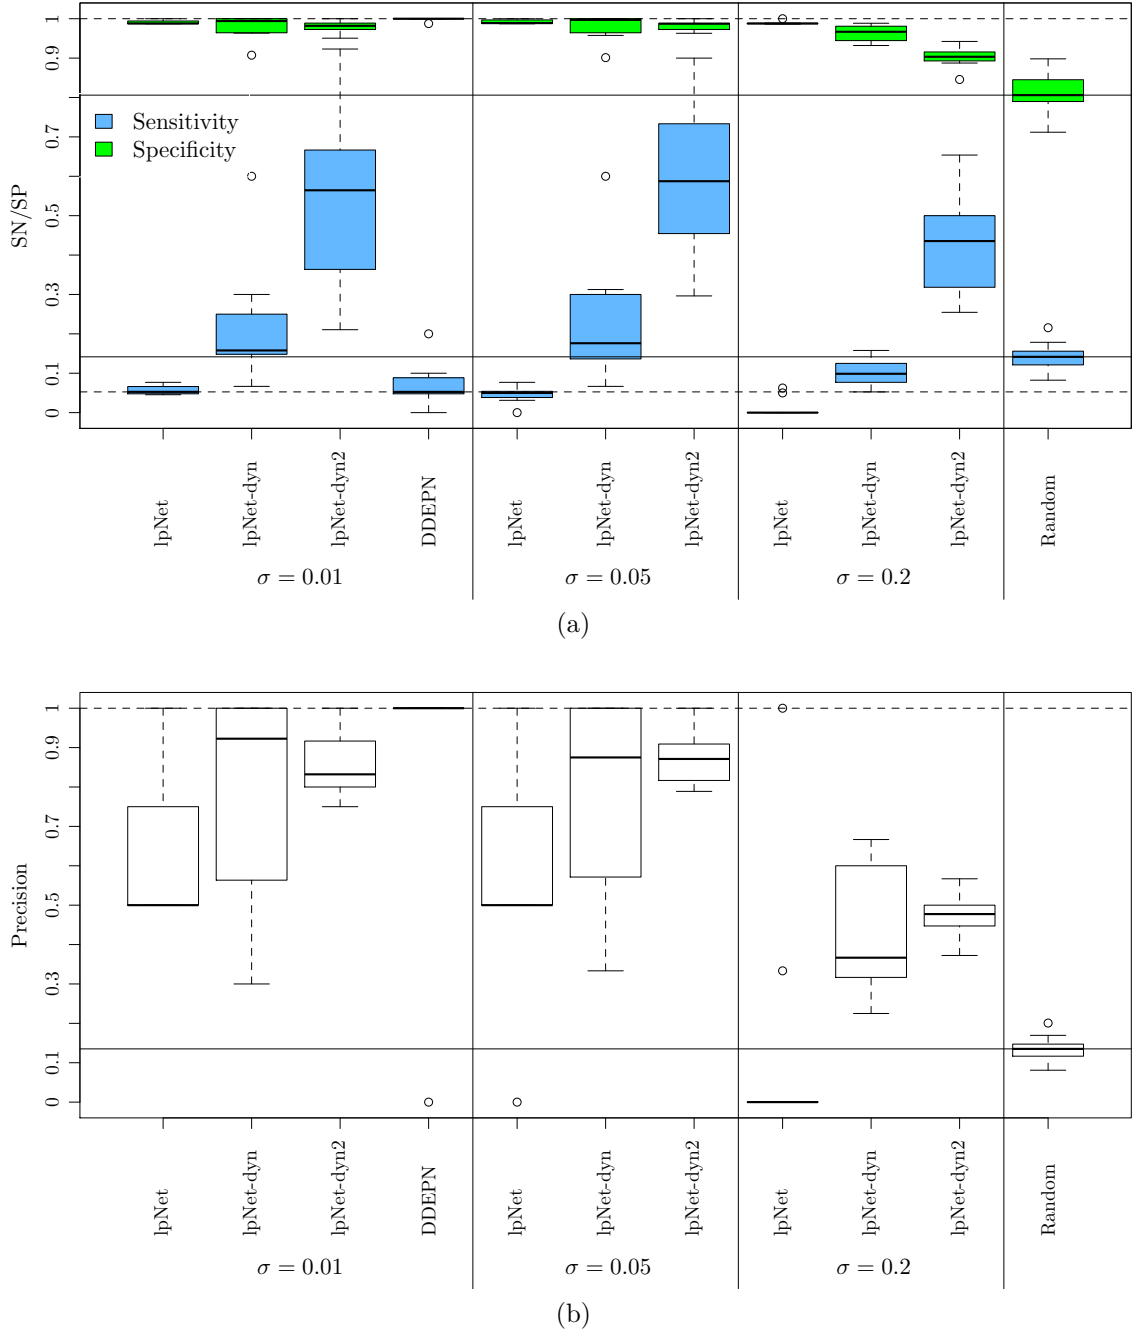 1
0.9
0.7
0.5
0.3
0.1
0
SN/SP
Sensitivity
Specificity
lpNet
lpNet-dyn
lpNet-dyn2
DDEPN
lpNet
lpNet-dyn
lpNet-dyn2
lpNet
lpNet-dyn
lpNet-dyn2
Random
σ = 0.01
σ = 0.05
σ = 0.2
(a)
1
0.9
0.7
0.5
0.3
0.1
0
Precision
lpNet
lpNet-dyn
lpNet-dyn2
DDEPN
lpNet
lpNet-dyn
lpNet-dyn2
lpNet
lpNet-dyn
lpNet-dyn2
Random
σ = 0.01
σ = 0.05
σ = 0.2
(b)